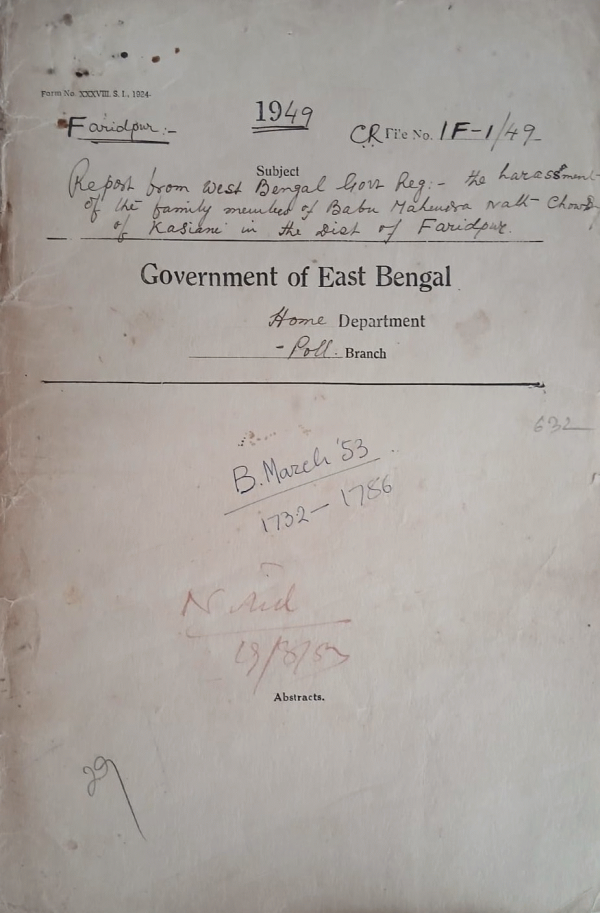 Form No. XXXVIII. S. I., 1924.
1949
Faridpur :-
CR File No. 1F-1/49
Subject
Report from West Bengal Govt Reg:- the harassment
of the family members of Babu Mahendra Nath Chowd
of Kasiani in the Dist of Faridpur.
Government of East Bengal
Home Department
Poll. Branch
632
B. March '53
1732 - 1786
Abstracts.